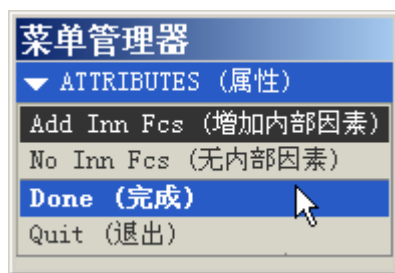 菜单管理器
ATTRIBUTES (属性)
Add Inn Fcs (增加内部因素)
No Inn Fcs (无内部因素)
Done (完成)
Quit (退出)